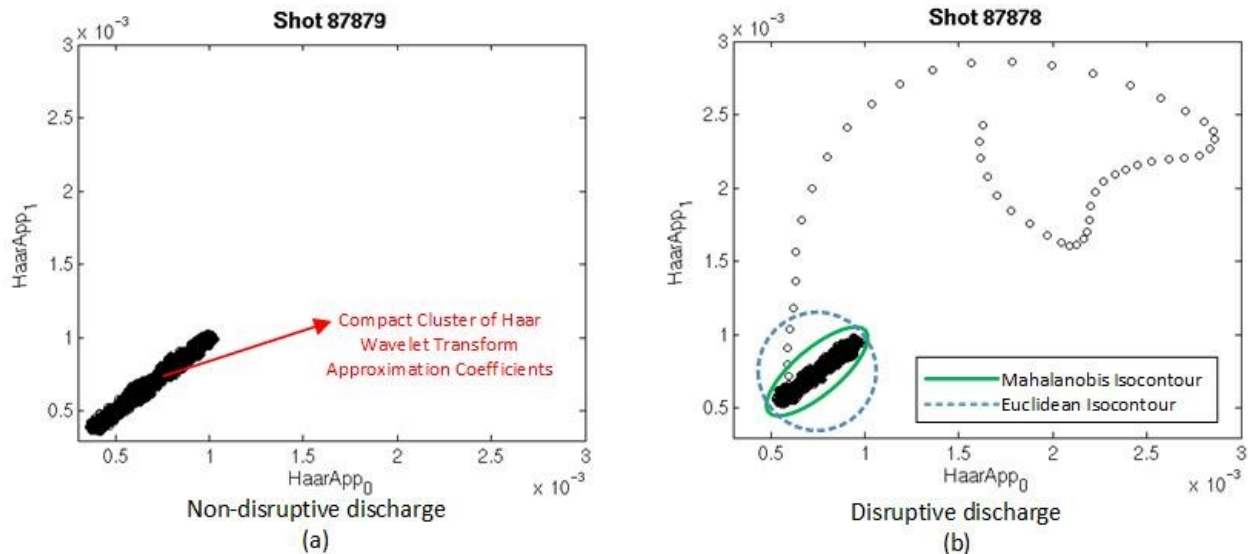 Shot 87879
x 10⁻³
3
2.5
2
1.5
1
0.5
HaarApp₁
Compact Cluster of Haar
Wavelet Transform
Approximation Coefficients
0.5
1
1.5
2
2.5
3
HaarApp₀
x 10⁻³
Non-disruptive discharge
(a)
Shot 87878
x 10⁻³
3
2.5
2
1.5
1
0.5
HaarApp₁
Mahalanobis Isocontour
Euclidean Isocontour
0.5
1
1.5
2
2.5
3
HaarApp₀
x 10⁻³
Disruptive discharge
(b)